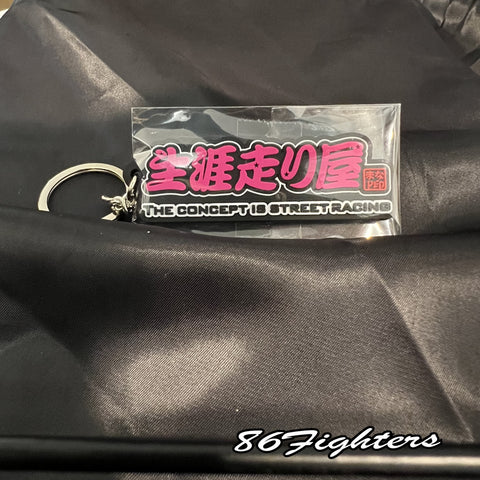 生涯走り屋
THE CONCEPT IS STREET RACING
86Fighters